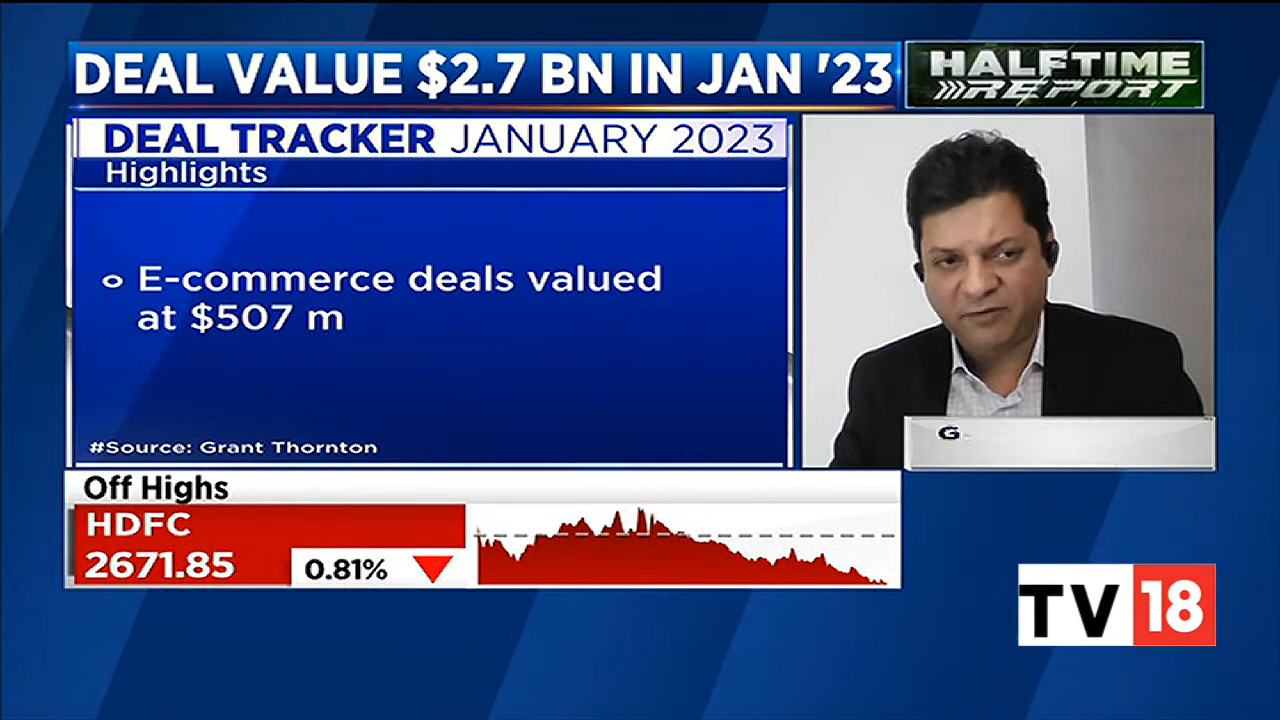 DEAL VALUE $2.7 BN IN JAN '23
HALFTIME
REPORT
DEAL TRACKER JANUARY 2023
Highlights
E-commerce deals valued
at $507 m
#Source: Grant Thornton
G
Off Highs
HDFC
2671.85
0.81%
TV18